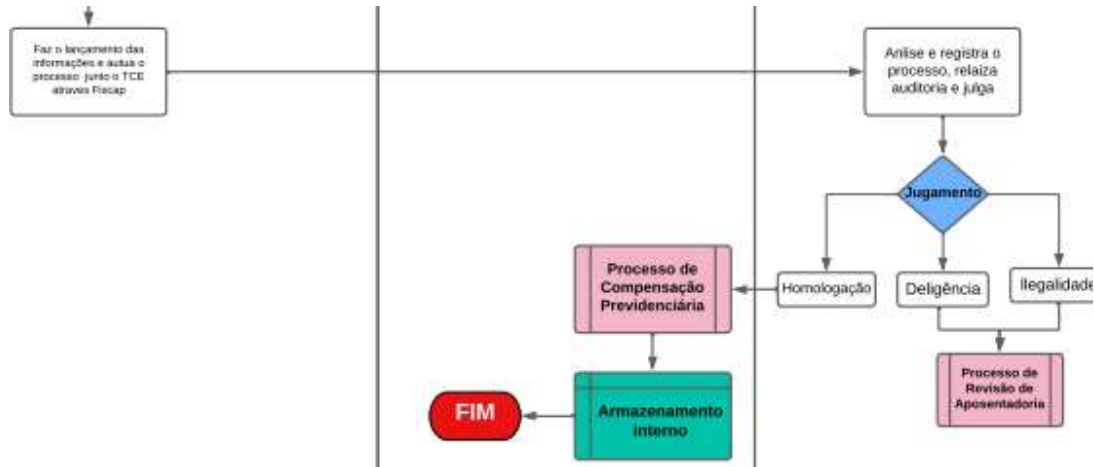 Faz o lançamento das
informações e autua o
processo junto o TCE
atraves Fiscap
Anlise e registra o
processo, relaiza
auditoria e julga
Jugamento
Homologação
Deligência
Ilegalidade
Processo de
Compensação
Previdenciária
Processo de
Revisão de
Aposentadoria
Armazenamento
interno
FIM